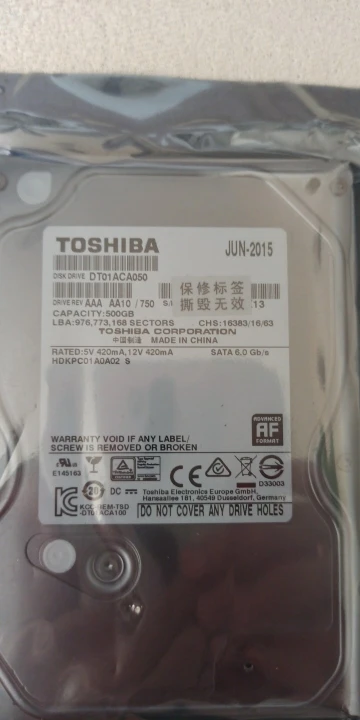 TOSHIBA
JUN-2015
DISK DRIVE DT01ACA050
DRIVE REV AAA AA10 / 750 S/
保修标签
撕毁无效
13
CAPACITY:500GB
LBA:976,773,168 SECTORS CHS:16383/16/63
TOSHIBA CORPORATION
中国制造 MADE IN CHINA
RATED:5V 420mA,12V 420mA SATA 6.0 Gb/s
HDKPC01A0A02 S
ADVANCED
AF
FORMAT
WARRANTY VOID IF ANY LABEL/
SCREW IS REMOVED OR BROKEN
E145163
D33003
20
DC
Toshiba Electronics Europe GmbH,
Hansaallee 181, 40549 Dusseldorf, Germany
-DT01ACA100
DO NOT COVER ANY DRIVE HOLES